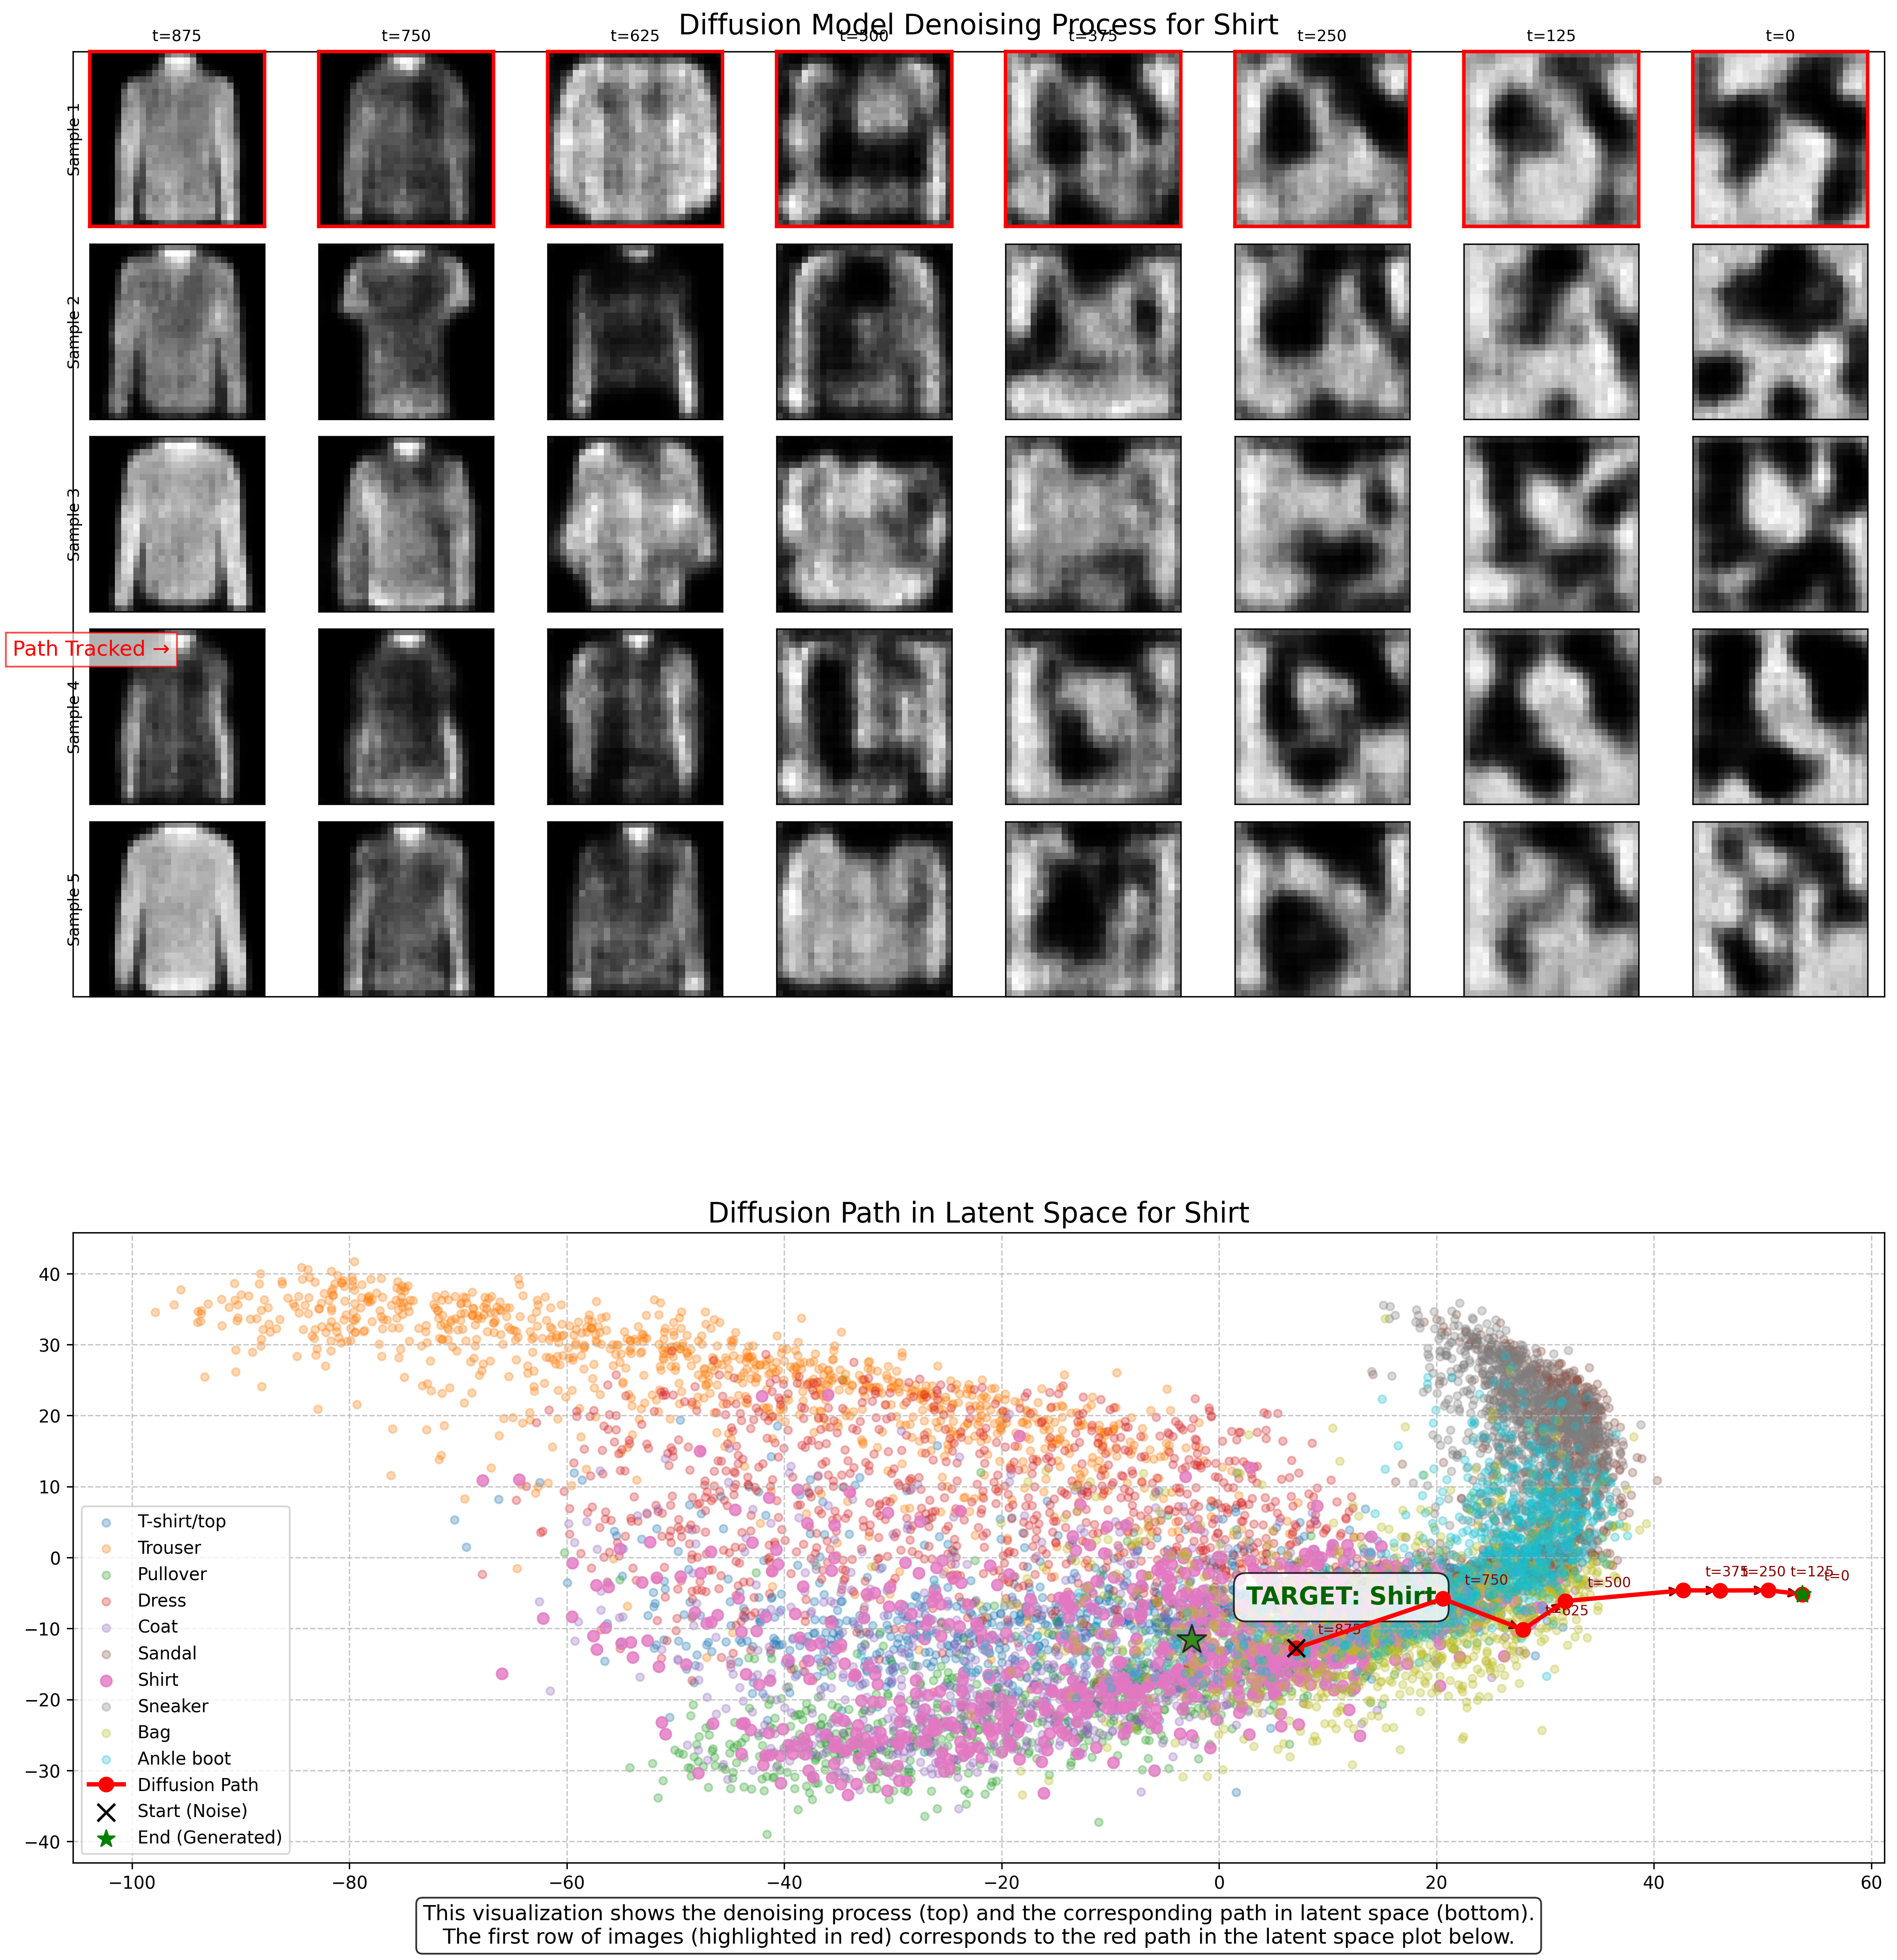 Diffusion Model Denoising Process for Shirt
t=875
t=750
t=625
t=500
t=375
t=250
t=125
t=0
Sample 1
Sample 2
Sample 3
Path Tracked →
Sample 4
Sample 5
Diffusion Path in Latent Space for Shirt
40
30
20
10
0
−10
−20
−30
−40
T-shirt/top
Trouser
Pullover
Dress
Coat
Sandal
Shirt
Sneaker
Bag
Ankle boot
Diffusion Path
Start (Noise)
End (Generated)
TARGET: Shirt
t=875
t=750
t=625
t=500
t=375
t=250
t=125
t=0
−100
−80
−60
−40
−20
0
20
40
60
This visualization shows the denoising process (top) and the corresponding path in latent space (bottom).
The first row of images (highlighted in red) corresponds to the red path in the latent space plot below.